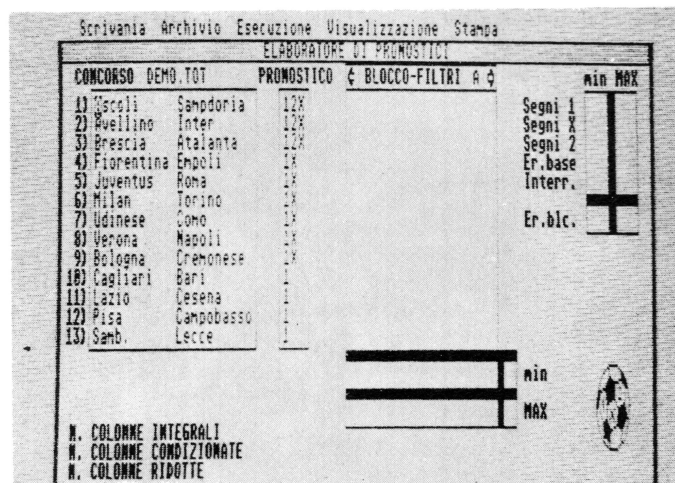 Scrivania Archivio Esecuzione Visualizzazione Stampa
ELABORATORE DI PRONOSTICI
CONCORSO DEMO.TOT PRONOSTICO BLOCCO-FILTRI A min MAX
1) Ascoli Sampdoria 12X
2) Avellino Inter 12X
3) Brescia Atalanta 12X
4) Fiorentina Empoli 1X
5) Juventus Roma 1X
6) Milan Torino 1X
7) Udinese Como 1X
8) Verona Napoli 1X
9) Bologna Cremonese 1X
10) Cagliari Bari 1
11) Lazio Cesena 1
12) Pisa Campobasso 1
13) Samb. Lecce 1
Segni 1
Segni X
Segni 2
Er.base
Interr.
Er.blc.
min
MAX
N. COLONNE INTEGRALI
N. COLONNE CONDIZIONATE
N. COLONNE RIDOTTE